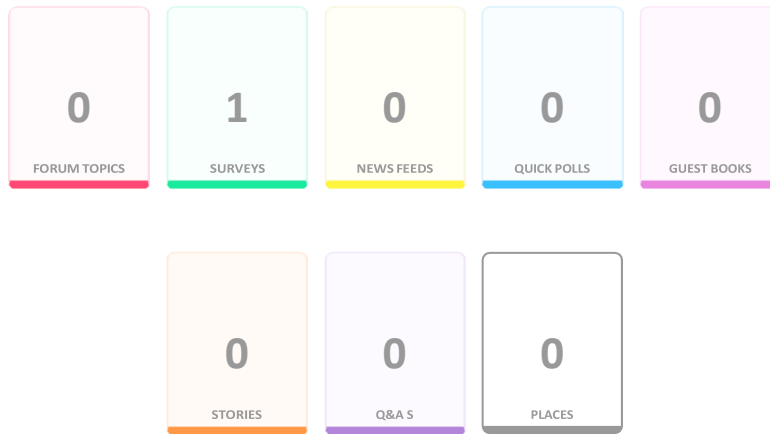 0 1 0 0 0
FORUM TOPICS SURVEYS NEWS FEEDS QUICK POLLS GUEST BOOKS
0 0 0
STORIES Q&A S PLACES